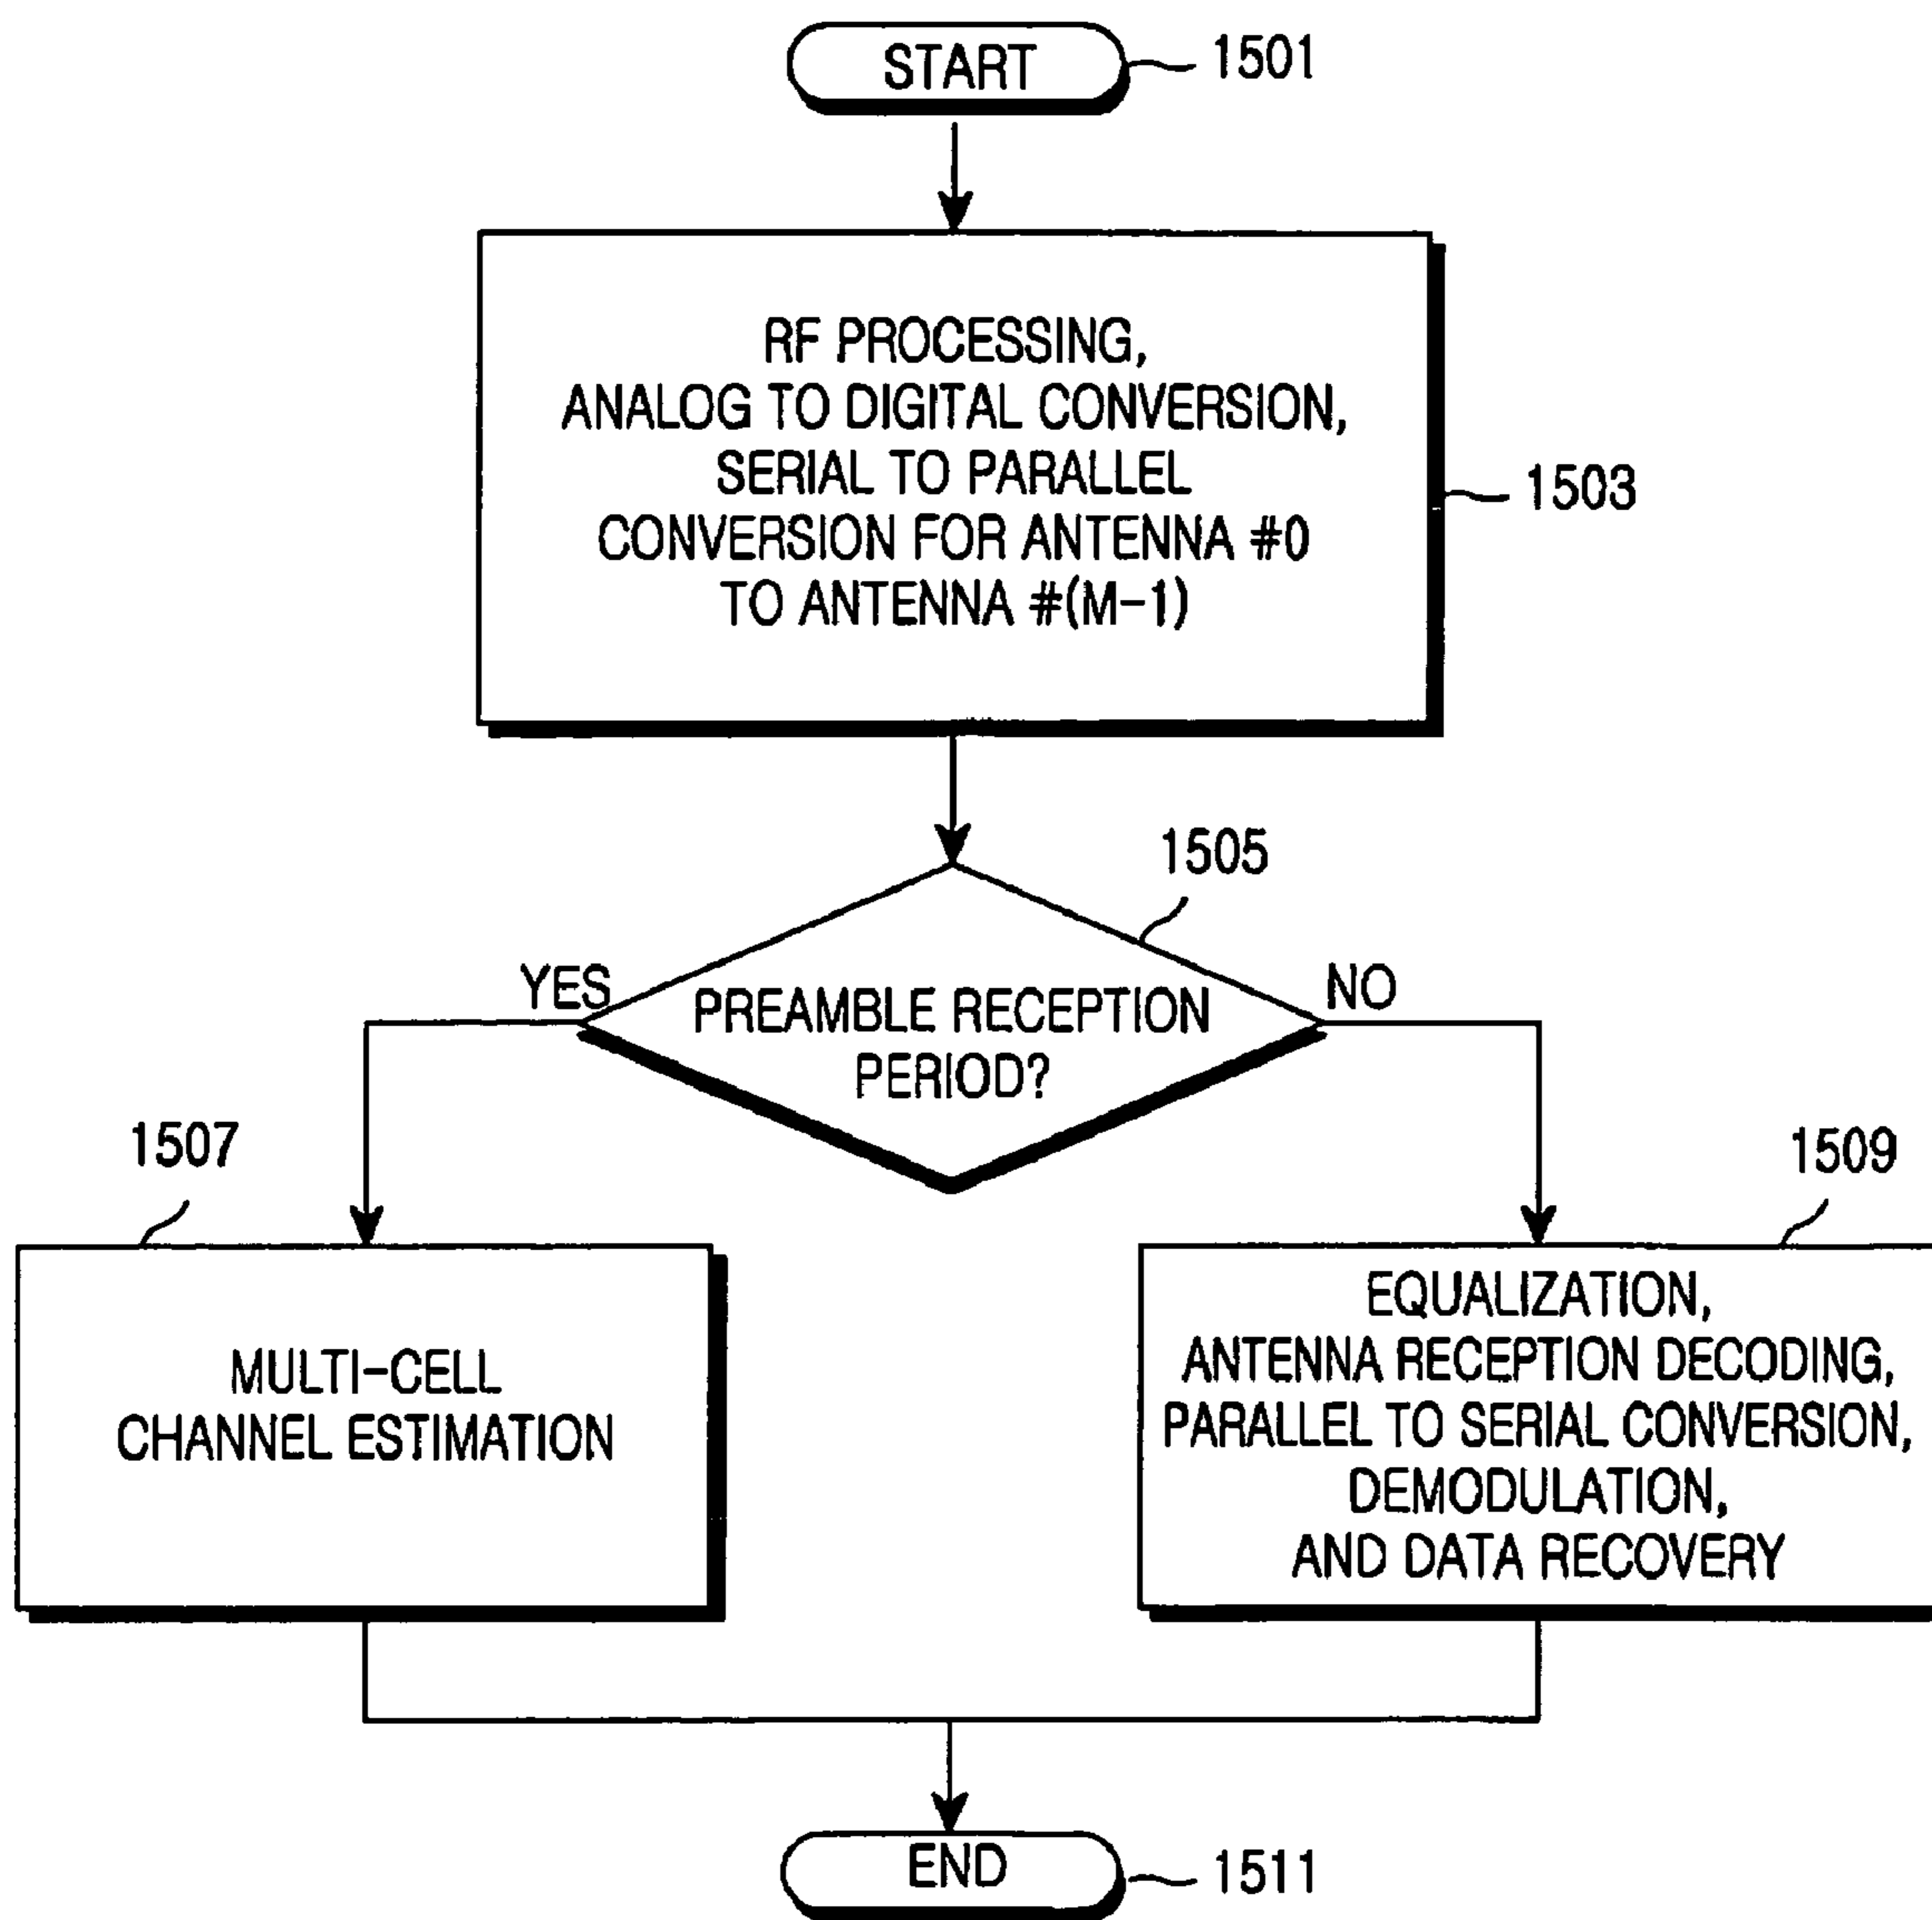 START
1501
RF PROCESSING,
ANALOG TO DIGITAL CONVERSION,
SERIAL TO PARALLEL
CONVERSION FOR ANTENNA #0
TO ANTENNA #(M-1)
1503
1505
YES
PREAMBLE RECEPTION
PERIOD?
NO
1507
MULTI-CELL
CHANNEL ESTIMATION
1509
EQUALIZATION,
ANTENNA RECEPTION DECODING,
PARALLEL TO SERIAL CONVERSION,
DEMODULATION,
AND DATA RECOVERY
END
1511